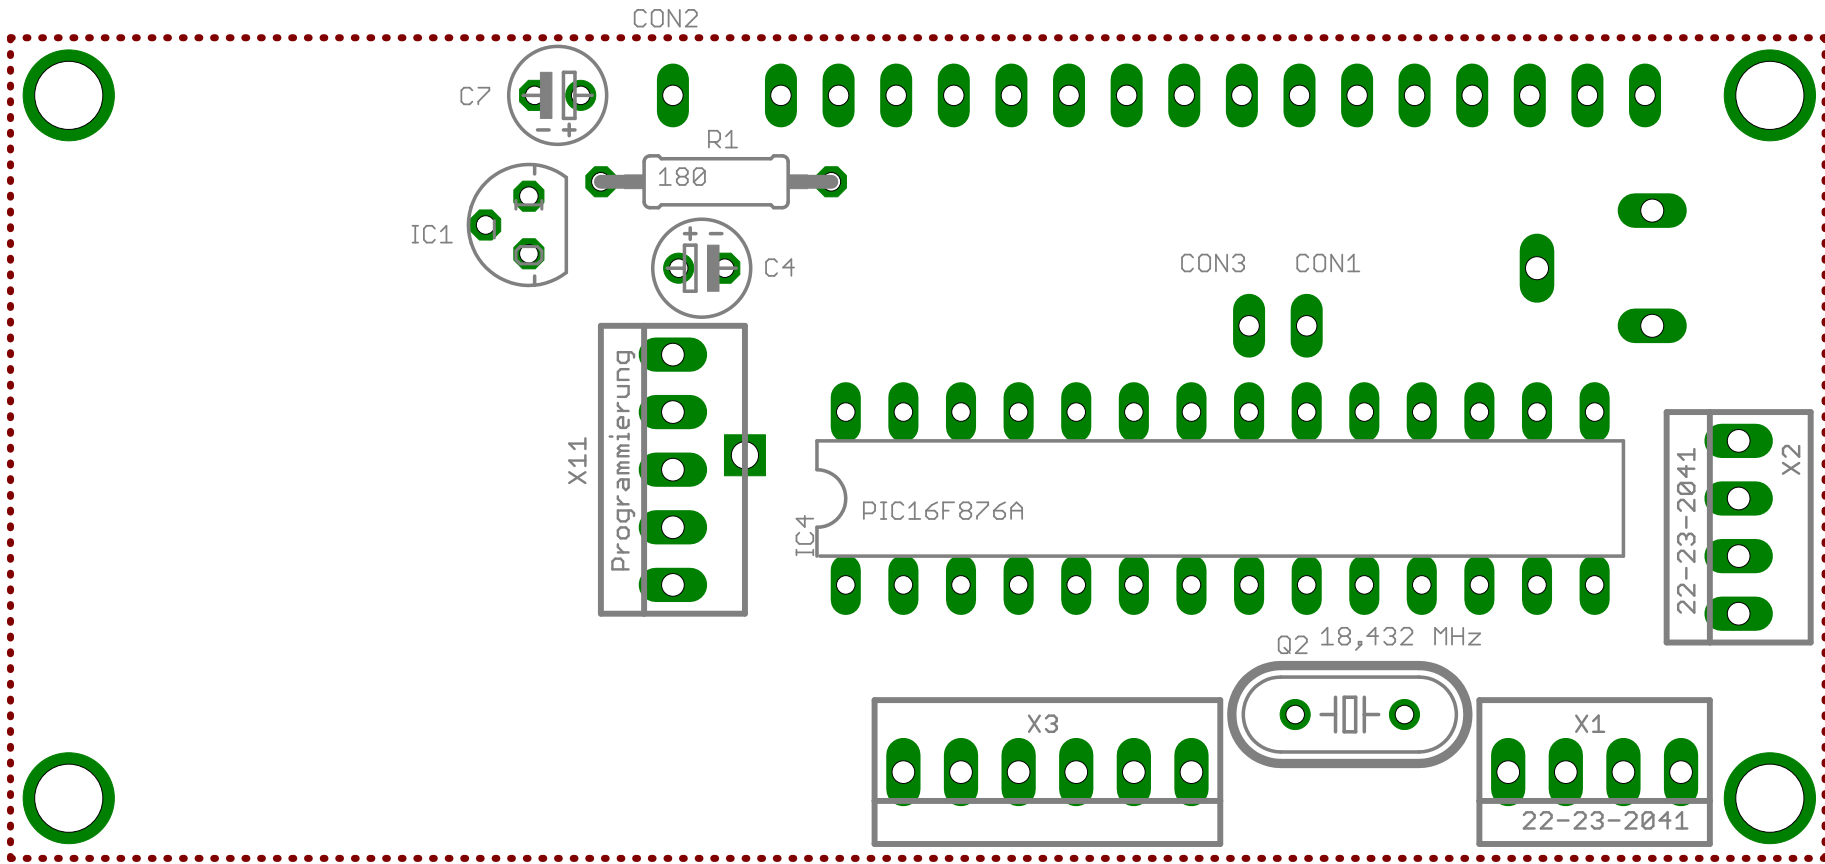 CON2
C7
- +
R1
180
IC1
+ -
C4
CON3
CON1
X11
Programmierung
IC4
PIC16F876A
22-23-2041
X2
Q2
18,432 MHz
X3
X1
22-23-2041